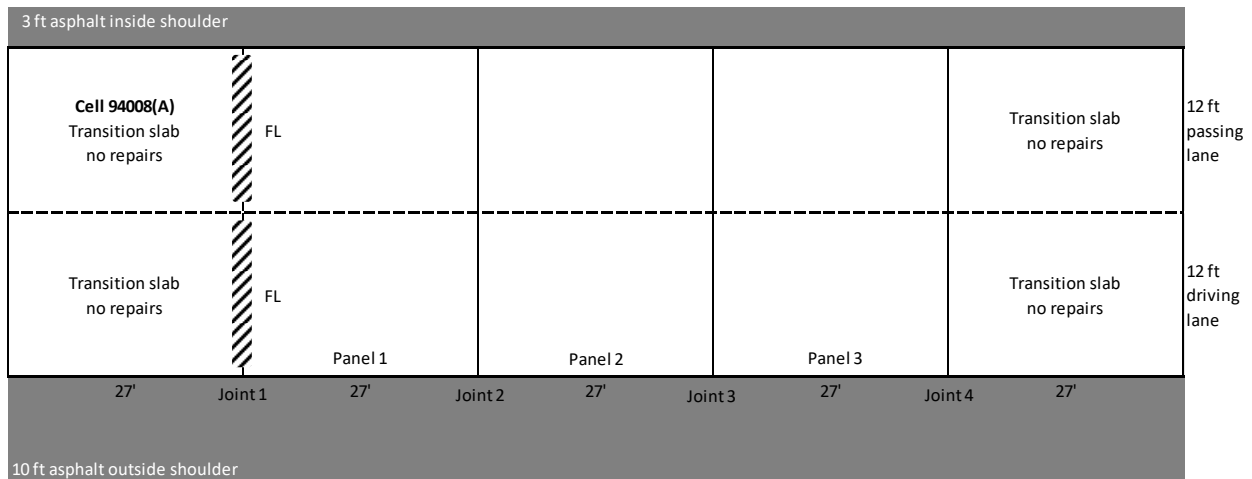 3 ft asphalt inside shoulder
Cell 94008(A)
Transition slab
no repairs
FL
Transition slab
no repairs
12 ft
passing
lane
Transition slab
no repairs
FL
Transition slab
no repairs
12 ft
driving
lane
Panel 1
Panel 2
Panel 3
27'
Joint 1
27'
Joint 2
27'
Joint 3
27'
Joint 4
27'
10 ft asphalt outside shoulder